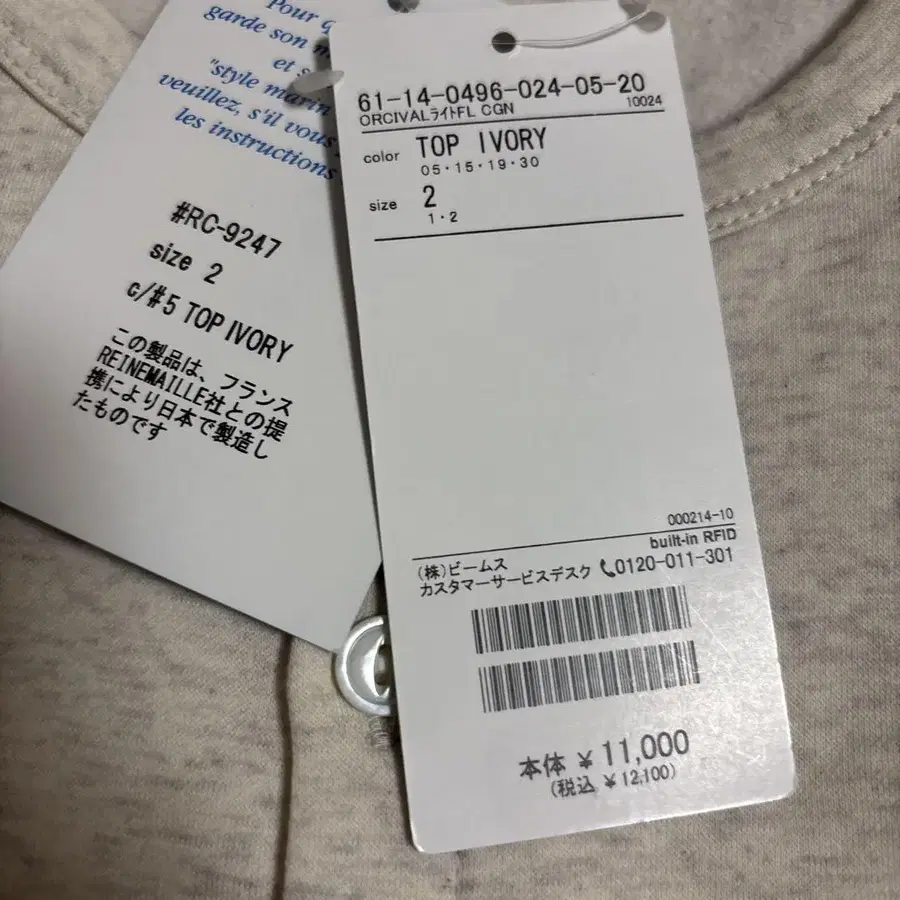 Pour
garde son
et
"style marin
veuillez, s'il vous
les instructions
#RC-9247
size 2
c/#5 TOP IVORY
この製品は、フランス
REINEMAILLE社との提
携により日本で製造し
たものです
61-14-0496-024-05-20
ORCIVALライトFL CGN 10024
color TOP IVORY
05・15・19・30
size 2
1・2
000214-10
built-in RFID
(株)ビームス
カスタマーサービスデスク 0120-011-301
本体 ¥ 11,000
(税込 ¥ 12,100)